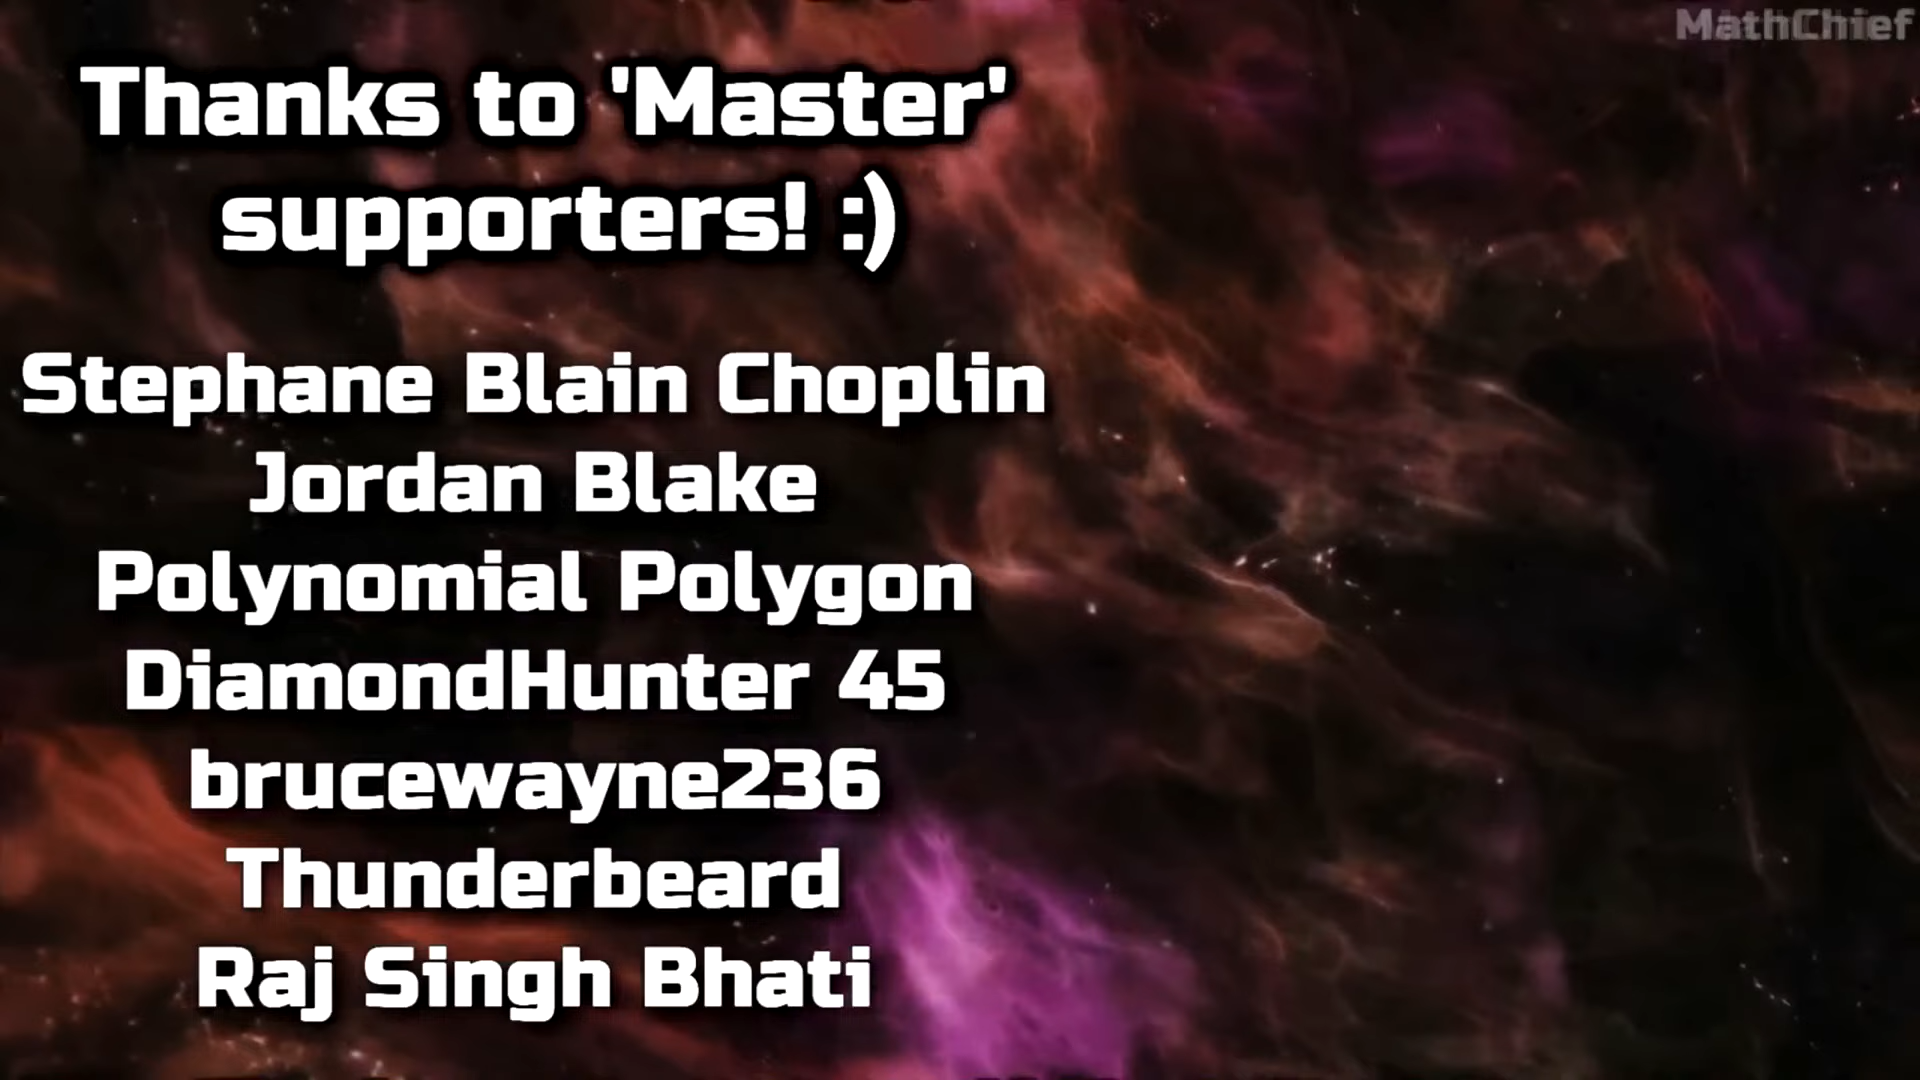 MathChief
Thanks to 'Master'
supporters! :)
Stephane Blain Choplin
Jordan Blake
Polynomial Polygon
DiamondHunter 45
brucewayne236
Thunderbeard
Raj Singh Bhati